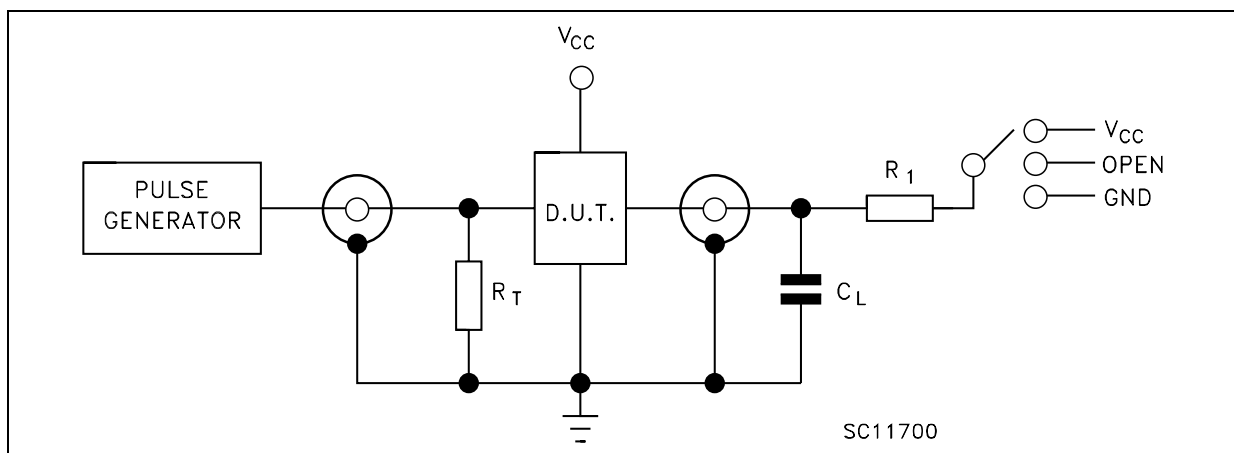 VCC
PULSE
GENERATOR
D.U.T.
RT
CL
R1
VCC
OPEN
GND
SC11700